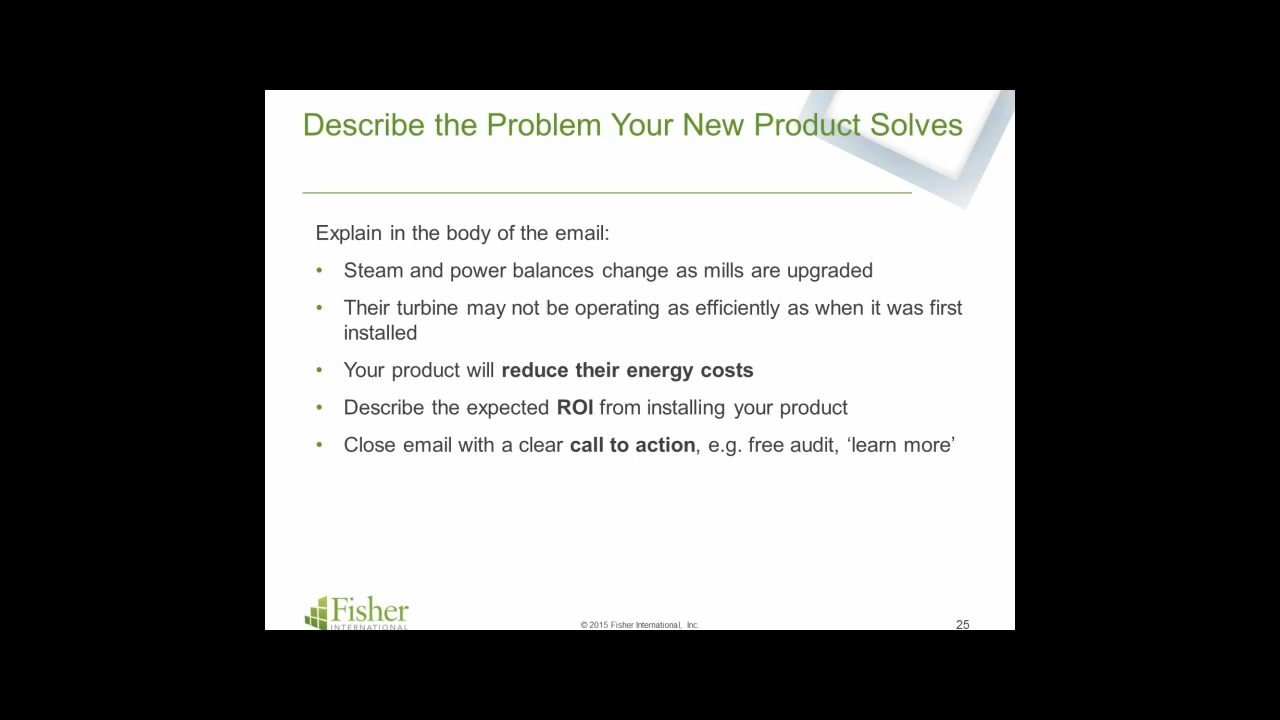 Describe the Problem Your New Product Solves
Explain in the body of the email:
• Steam and power balances change as mills are upgraded
• Their turbine may not be operating as efficiently as when it was first
installed
• Your product will reduce their energy costs
• Describe the expected ROI from installing your product
• Close email with a clear call to action, e.g. free audit, ‘learn more’
Fisher
INTERNATIONAL
© 2015 Fisher International, Inc.
25